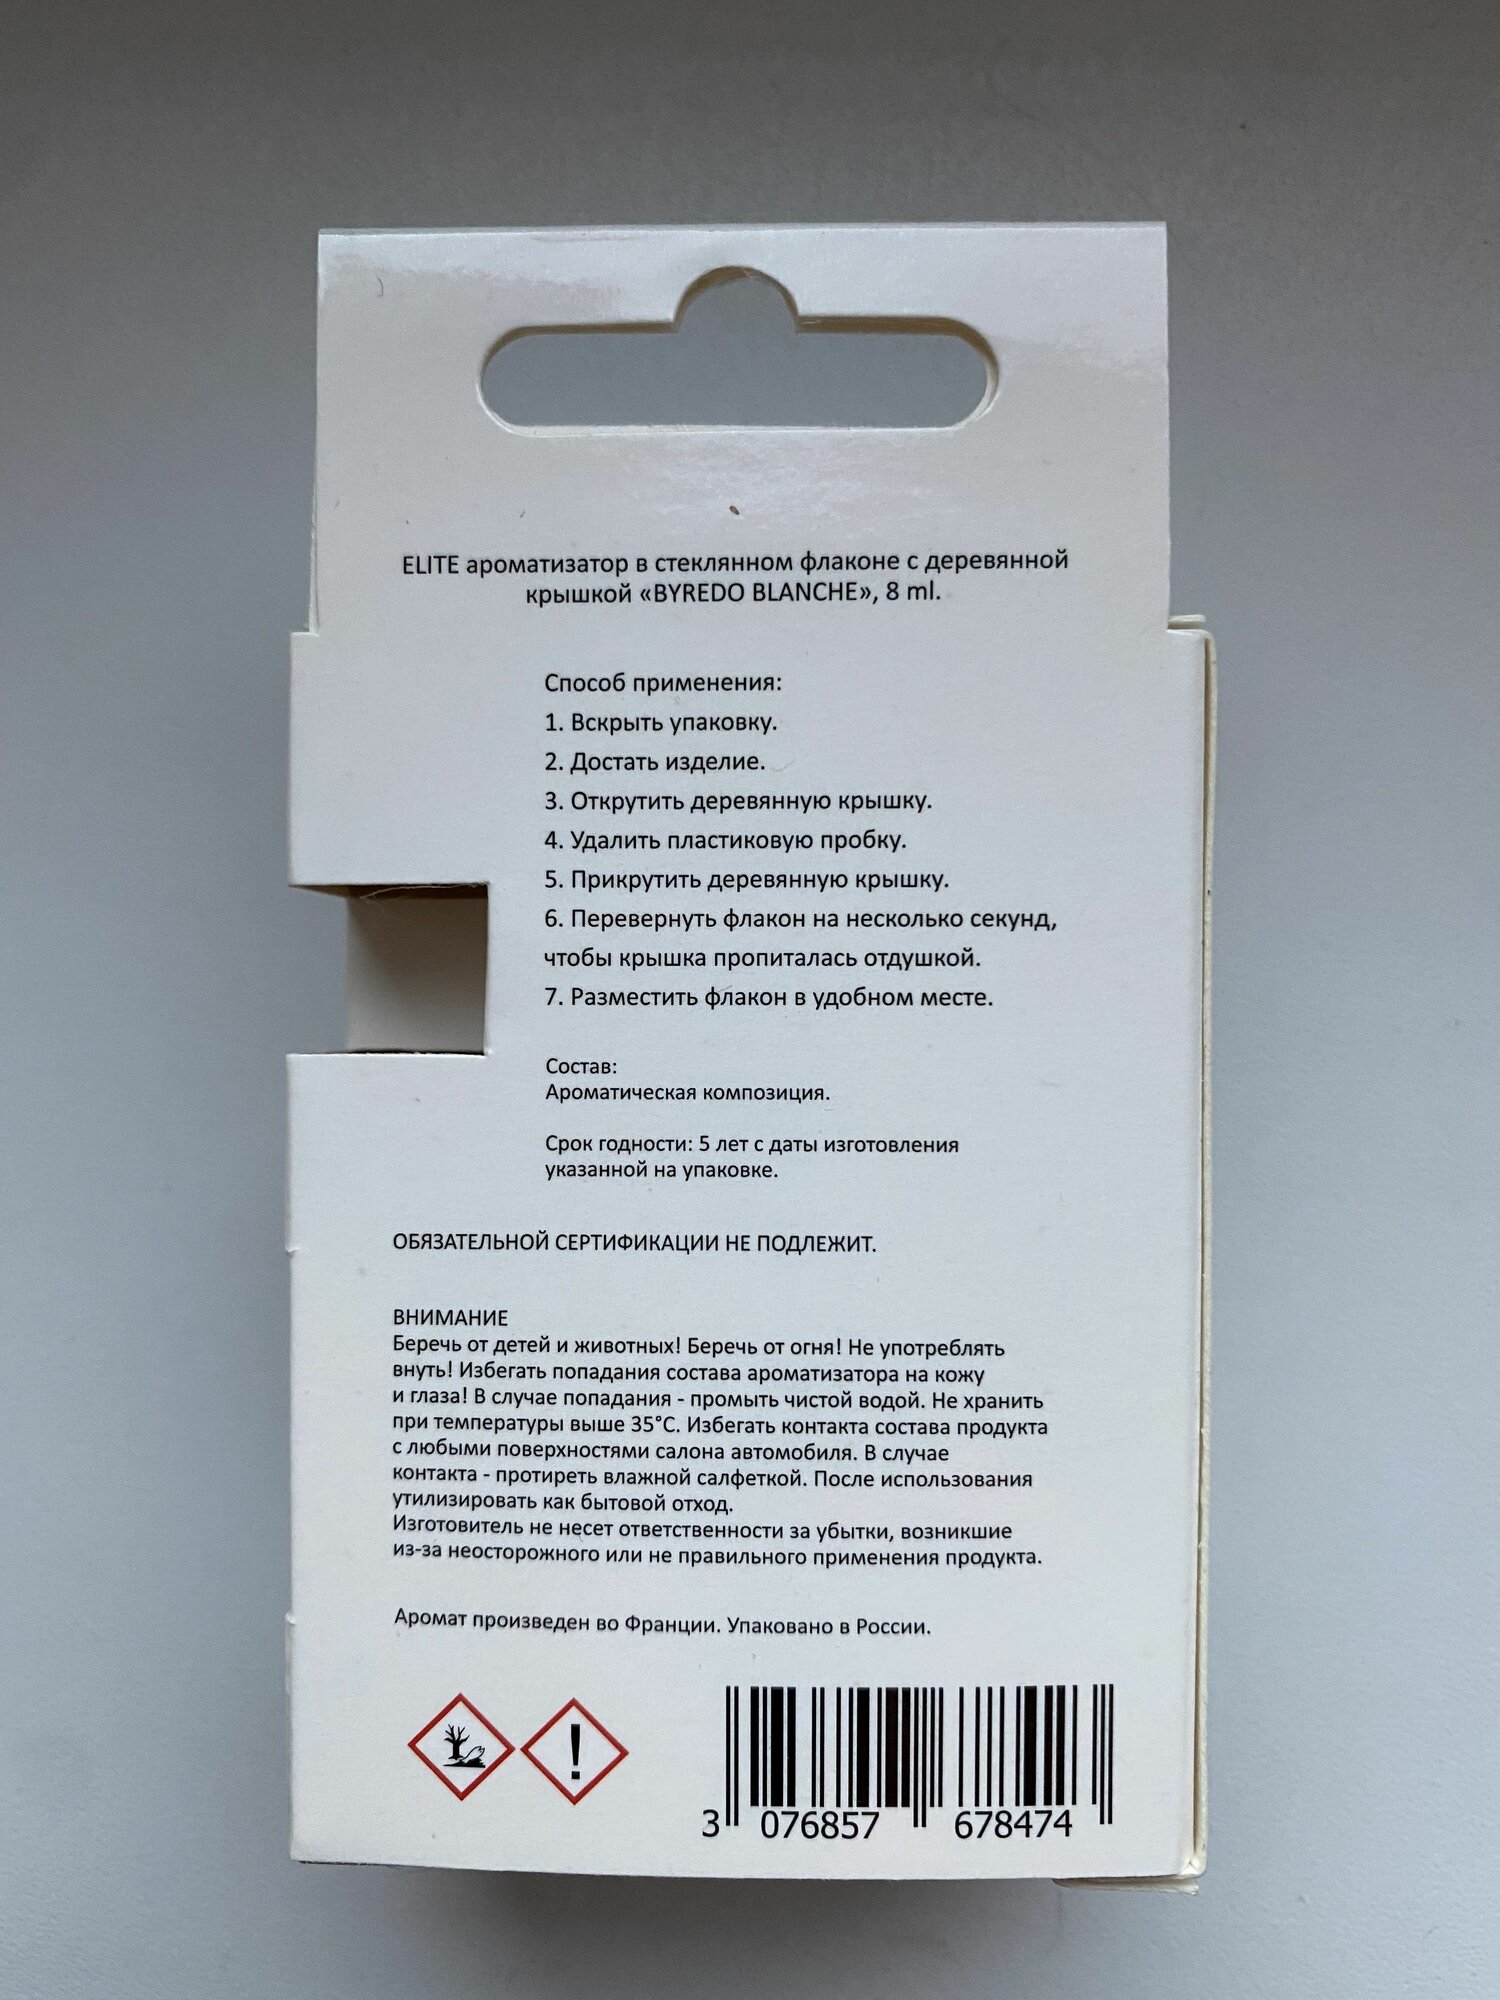 ELITE ароматизатор в стеклянном флаконе с деревянной
крышкой «BYREDO BLANCHE», 8 ml.
Способ применения:
1. Вскрыть упаковку.
2. Достать изделие.
3. Открутить деревянную крышку.
4. Удалить пластиковую пробку.
5. Прикрутить деревянную крышку.
6. Перевернуть флакон на несколько секунд,
чтобы крышка пропиталась отдушкой.
7. Разместить флакон в удобном месте.
Состав:
Ароматическая композиция.
Срок годности: 5 лет с даты изготовления
указанной на упаковке.
ОБЯЗАТЕЛЬНОЙ СЕРТИФИКАЦИИ НЕ ПОДЛЕЖИТ.
ВНИМАНИЕ
Беречь от детей и животных! Беречь от огня! Не употреблять
внуть! Избегать попадания состава ароматизатора на кожу
и глаза! В случае попадания - промыть чистой водой. Не хранить
при температуры выше 35°C. Избегать контакта состава продукта
с любыми поверхностями салона автомобиля. В случае
контакта - протиреть влажной салфеткой. После использования
утилизировать как бытовой отход.
Изготовитель не несет ответственности за убытки, возникшие
из-за неосторожного или не правильного применения продукта.
Аромат произведен во Франции. Упаковано в России.
3 076857 678474